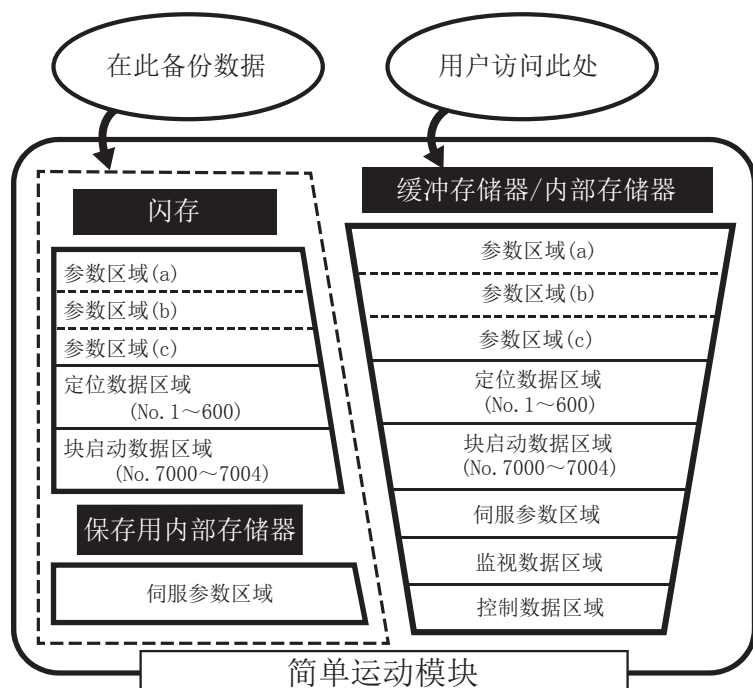 在此备份数据
用户访问此处
闪存
参数区域(a)
参数区域(b)
参数区域(c)
定位数据区域
(No.1～600)
块启动数据区域
(No.7000～7004)
保存用内部存储器
伺服参数区域
缓冲存储器/内部存储器
参数区域(a)
参数区域(b)
参数区域(c)
定位数据区域
(No.1～600)
块启动数据区域
(No.7000～7004)
伺服参数区域
监视数据区域
控制数据区域
简单运动模块